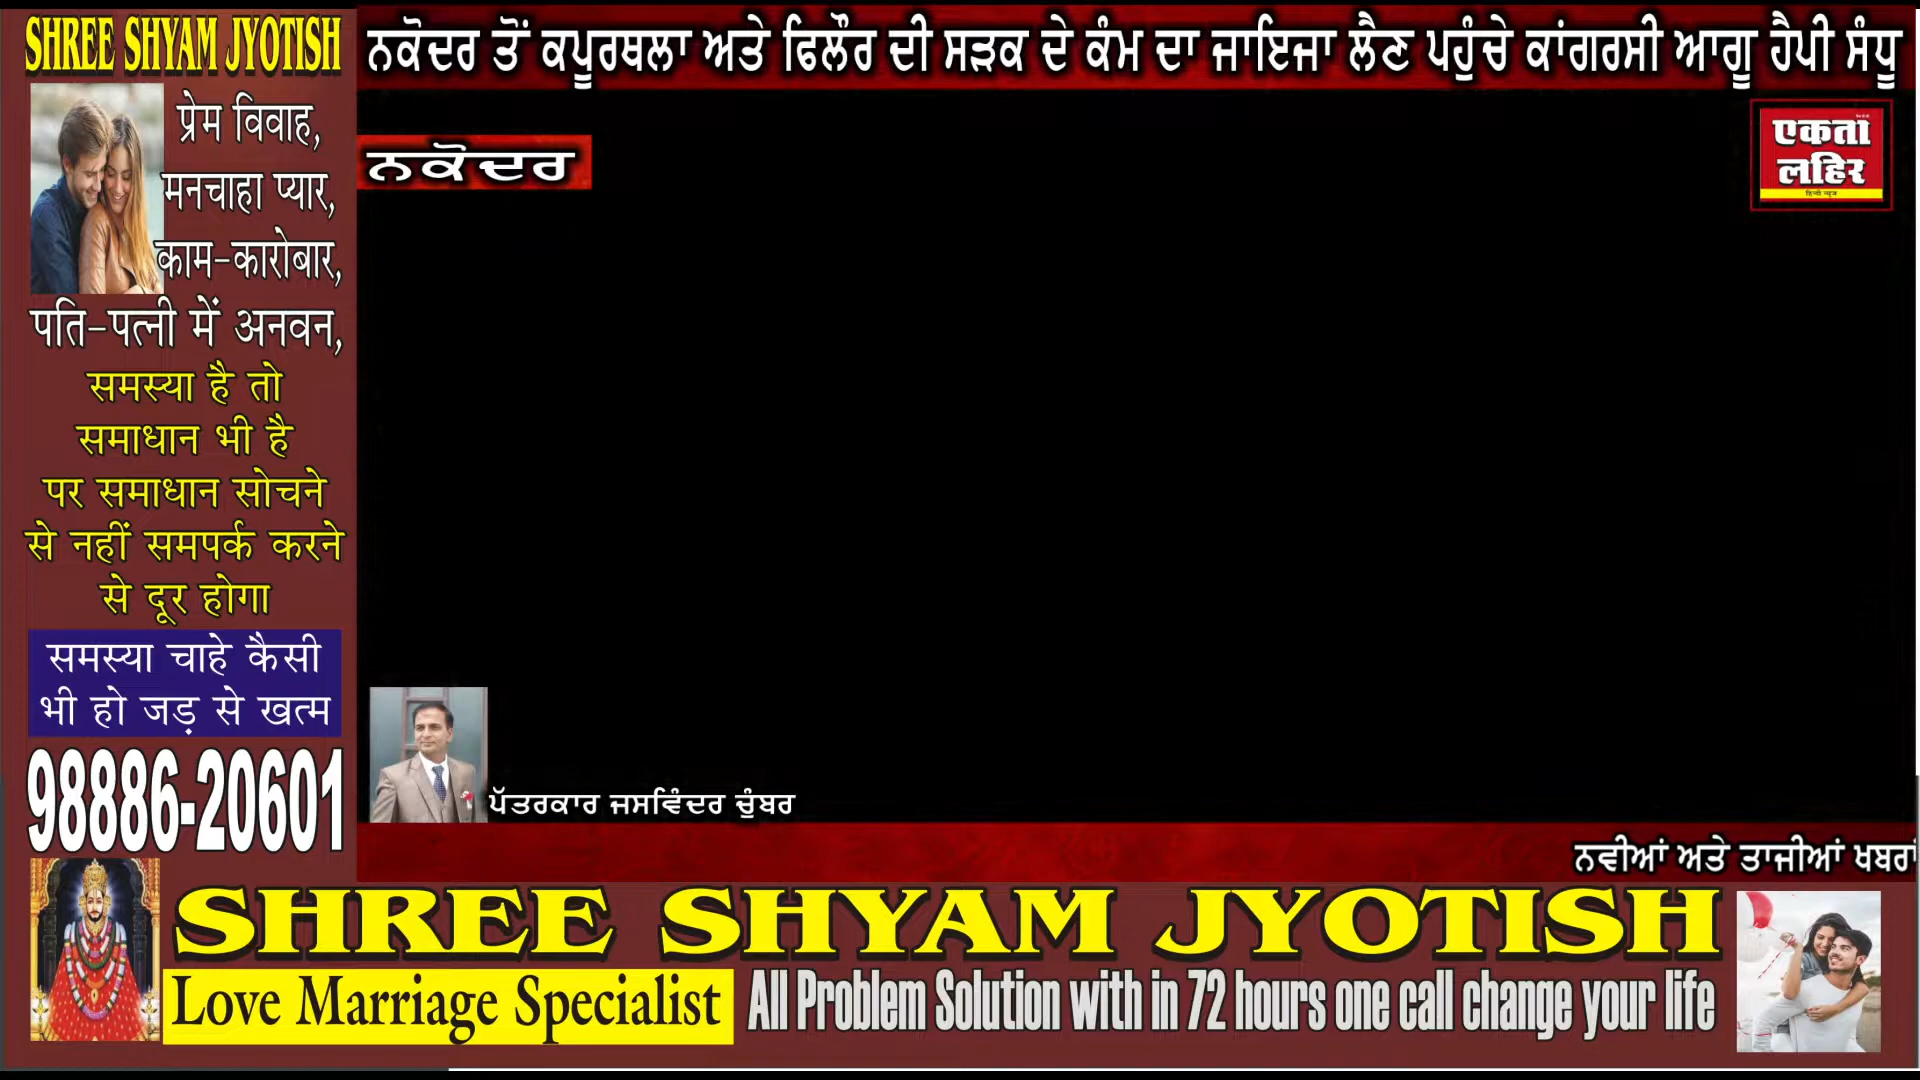 SHREE SHYAM JYOTISH
प्रेम विवाह,
मनचाहा प्यार,
काम-कारोबार,
पति-पत्नी में अनवन,
समस्या है तो
समाधान भी है
पर समाधान सोचने
से नहीं समपर्क करने
से दूर होगा
समस्या चाहे कैसी
भी हो जड़ से खत्म
98886-20601
ਨਕੋਦਰ ਤੋਂ ਕਪੂਰਥਲਾ ਅਤੇ ਫਿਲੌਰ ਦੀ ਸੜਕ ਦੇ ਕੰਮ ਦਾ ਜਾਇਜਾ ਲੈਣ ਪਹੁੰਚੇ ਕਾਂਗਰਸੀ ਆਗੂ ਹੈਪੀ ਸੰਧੂ
ਨਕੋਦਰ
एकता
लहिर
हिन्दी न्यूज
ਪੱਤਰਕਾਰ ਜਸਵਿੰਦਰ ਚੁੰਬਰ
ਨਵੀਆਂ ਅਤੇ ਤਾਜੀਆਂ ਖਬਰਾਂ
SHREE SHYAM JYOTISH
Love Marriage Specialist
All Problem Solution with in 72 hours one call change your life